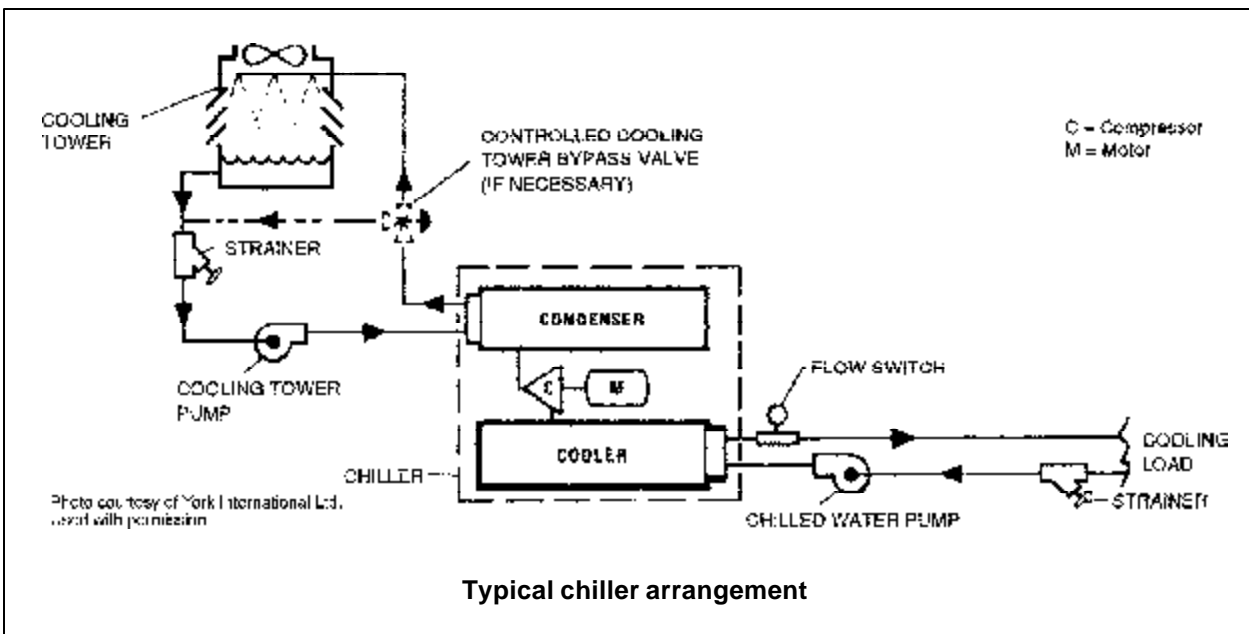 COOLING
TOWER
CONTROLLED COOLING
TOWER BYPASS VALVE
(IF NECESSARY)
C = Compressor
M = Motor
STRAINER
CONDENSER
COOLING TOWER
PUMP
C
M
FLOW SWITCH
COOLER
CHILLER
COOLING
LOAD
STRAINER
CHILLED WATER PUMP
Photo courtesy of York International Ltd.
used with permission
Typical chiller arrangement